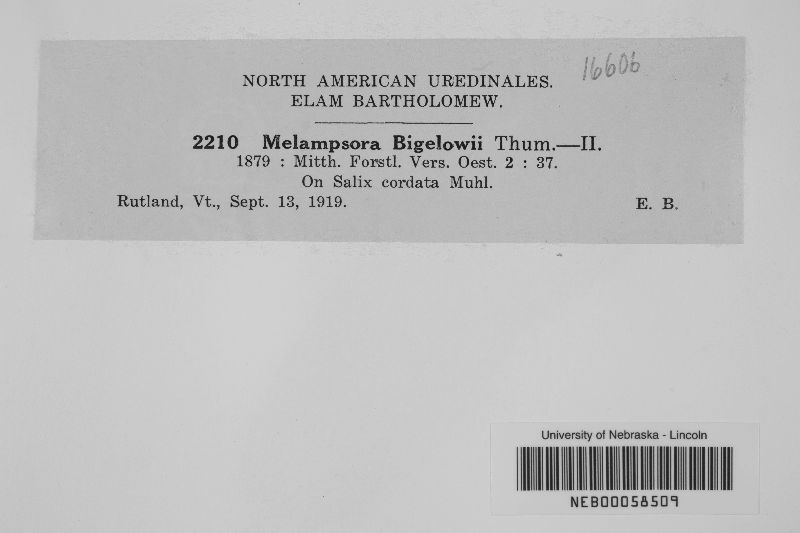 16606
NORTH AMERICAN UREDINALES.
ELAM BARTHOLOMEW.
2210 Melampsora Bigelowii Thum.—II.
1879 : Mitth. Forstl. Vers. Oest. 2 : 37.
On Salix cordata Muhl.
Rutland, Vt., Sept. 13, 1919. E. B.
University of Nebraska - Lincoln
NEB00058509